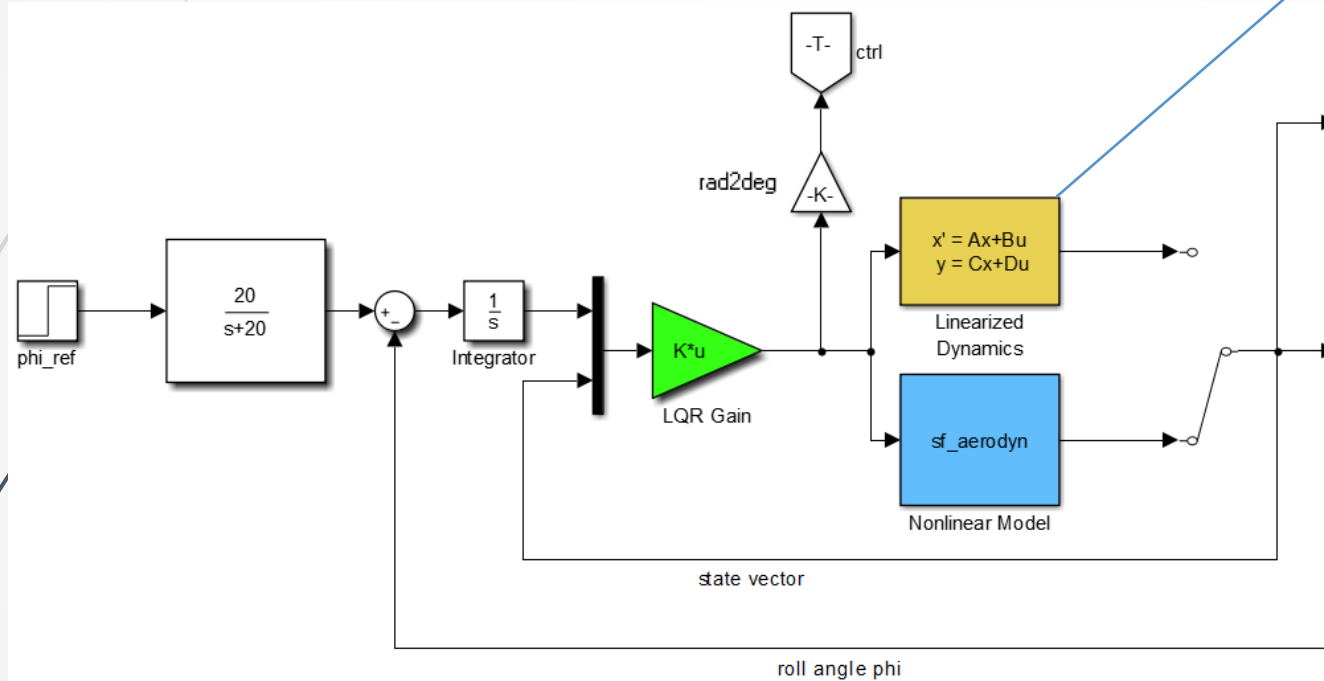 -T-
ctrl
rad2deg
-K-
phi_ref
20
s+20
+
−
1
s
Integrator
K*u
LQR Gain
x' = Ax+Bu
y = Cx+Du
Linearized
Dynamics
sf_aerodyn
Nonlinear Model
state vector
roll angle phi